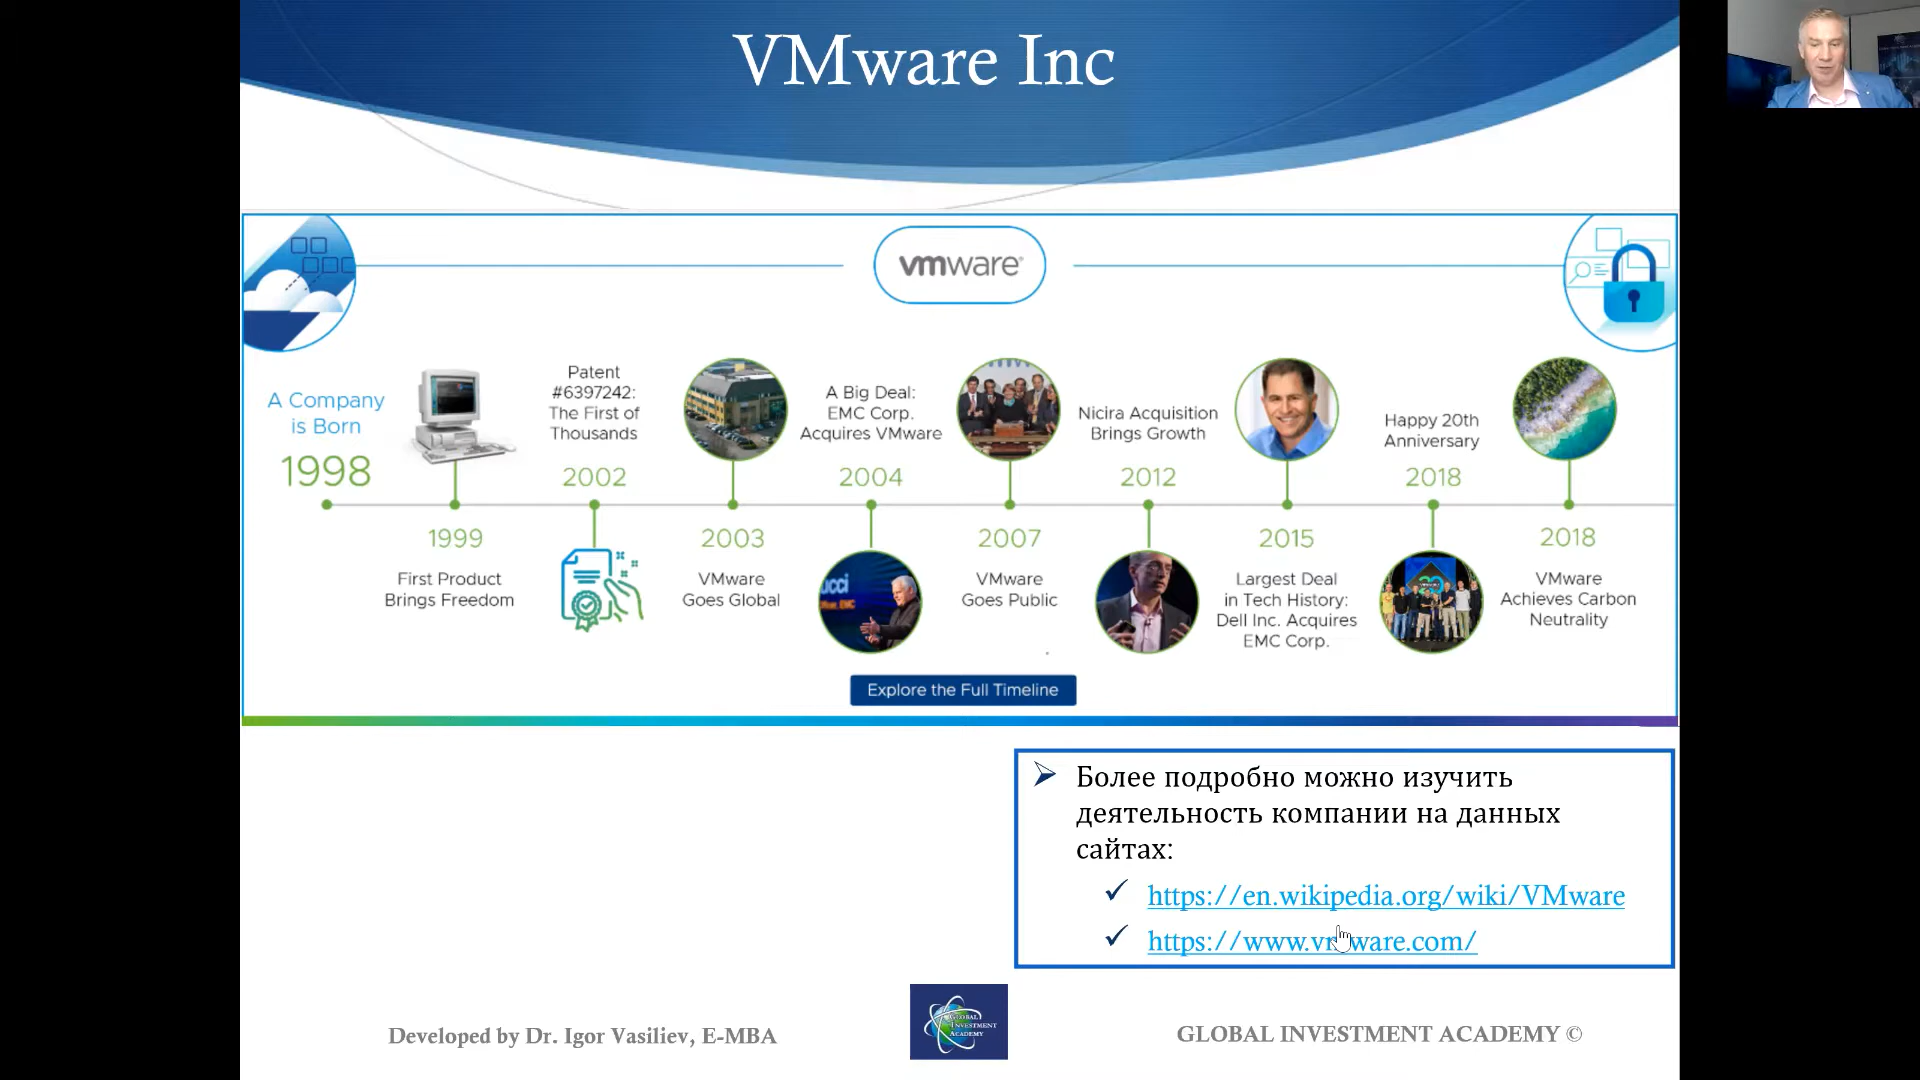 VMware Inc
vmware®
A Company
is Born
1998
1999
First Product
Brings Freedom
Patent
#6397242:
The First of
Thousands
2002
2003
VMware
Goes Global
A Big Deal:
EMC Corp.
Acquires VMware
2004
ucci
2007
VMware
Goes Public
Nicira Acquisition
Brings Growth
2012
2015
Largest Deal
in Tech History:
Dell Inc. Acquires
EMC Corp.
Happy 20th
Anniversary
2018
2018
VMware
Achieves Carbon
Neutrality
Explore the Full Timeline
Более подробно можно изучить
деятельность компании на данных
сайтах:
https://en.wikipedia.org/wiki/VMware
https://www.vmware.com/
Developed by Dr. Igor Vasiliev, E-MBA
GLOBAL
INVESTMENT
ACADEMY
GLOBAL INVESTMENT ACADEMY ©